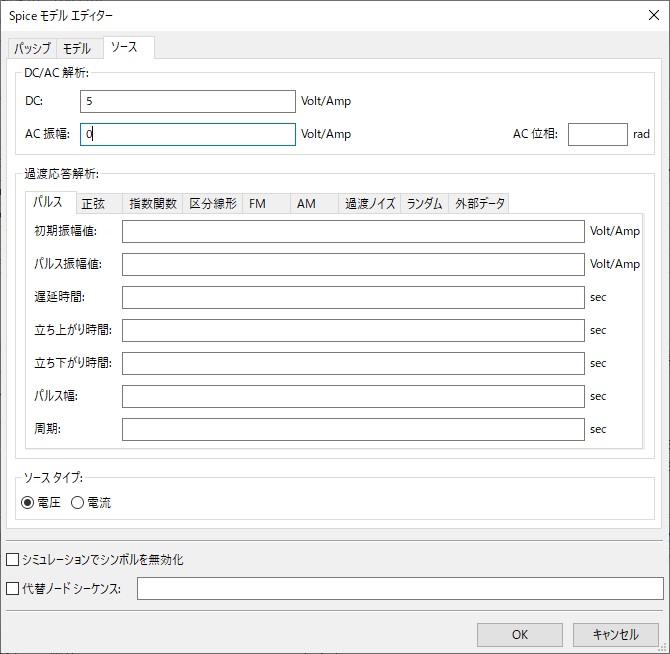 Spice モデル エディター
パッシブ モデル ソース
DC/AC 解析:
DC: 5 Volt/Amp
AC 振幅: 0 Volt/Amp AC 位相: rad
過渡応答解析:
パルス 正弦 指数関数 区分線形 FM AM 過渡ノイズ ランダム 外部データ
初期振幅値: Volt/Amp
パルス振幅値: Volt/Amp
遅延時間: sec
立ち上がり時間: sec
立ち下がり時間: sec
パルス幅: sec
周期: sec
ソース タイプ:
電圧 電流
シミュレーションでシンボルを無効化
代替ノード シーケンス:
OK キャンセル